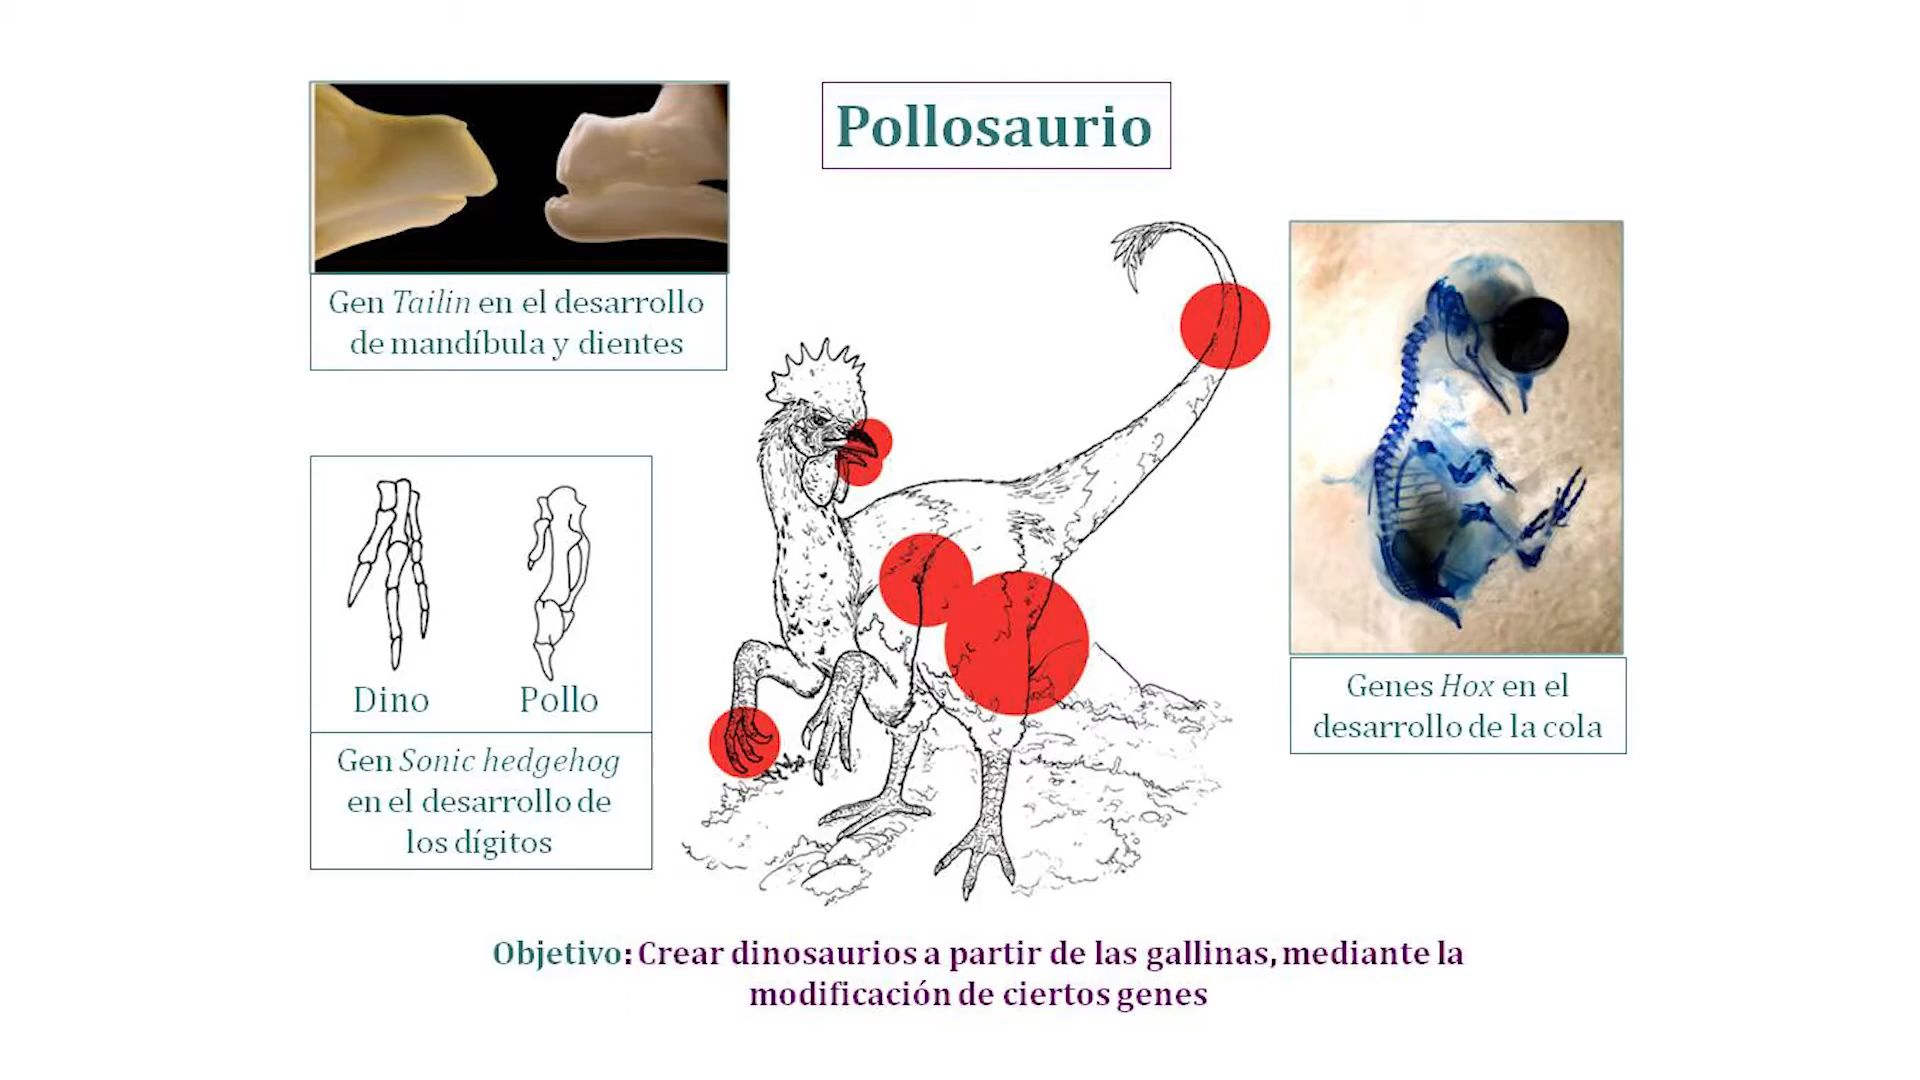 Pollosaurio
Gen Tailin en el desarrollo
de mandíbula y dientes
Dino
Pollo
Gen Sonic hedgehog
en el desarrollo de
los dígitos
Genes Hox en el
desarrollo de la cola
Objetivo: Crear dinosaurios a partir de las gallinas, mediante la
modificación de ciertos genes